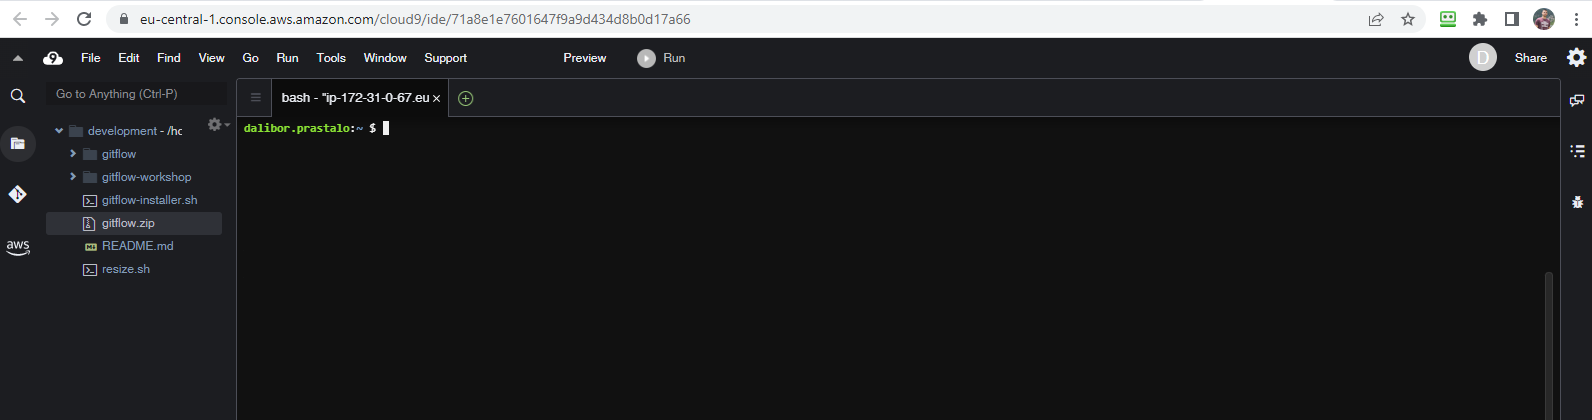 eu-central-1.console.aws.amazon.com/cloud9/ide/71a8e1e7601647f9a9d434d8b0d17a66
9 File Edit Find View Go Run Tools Window Support Preview Run D Share
Go to Anything (Ctrl-P)
bash - "ip-172-31-0-67.eu
development - /hc
dalibor.prastalo:~ $
gitflow
gitflow-workshop
gitflow-installer.sh
gitflow.zip
README.md
resize.sh
aws